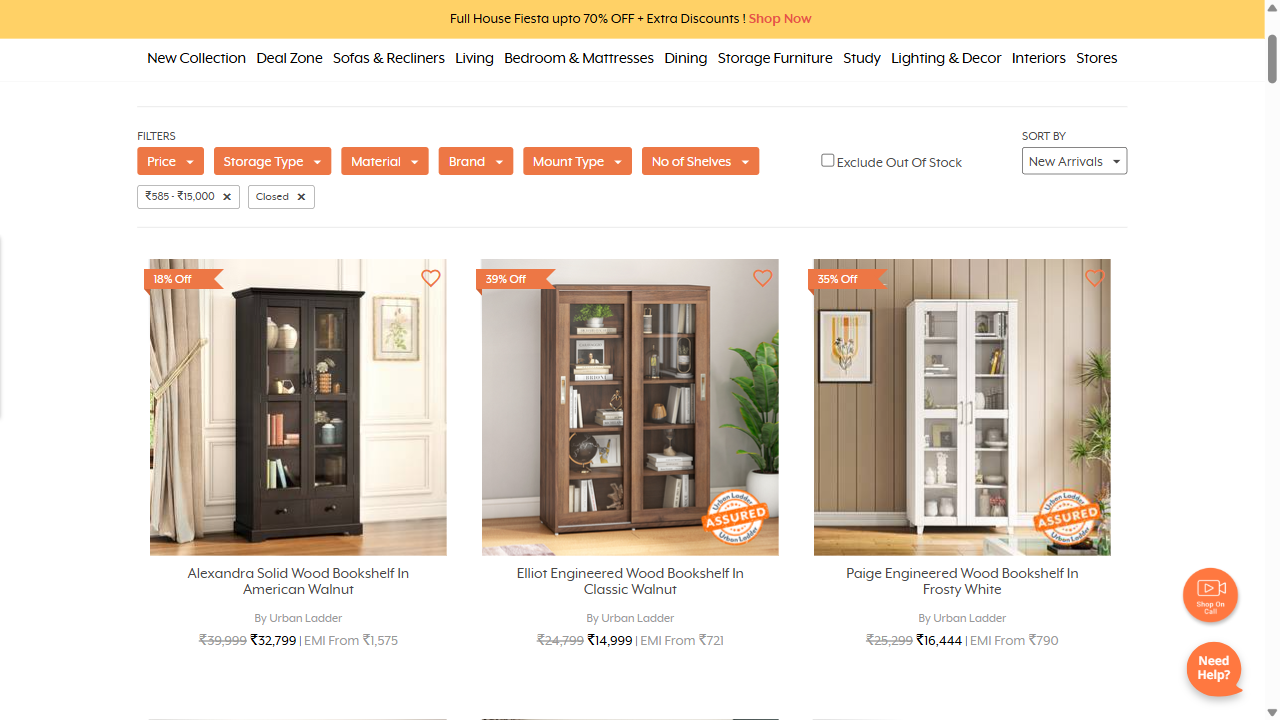 Full House Fiesta upto 70% OFF + Extra Discounts ! Shop Now
New Collection Deal Zone Sofas & Recliners Living Bedroom & Mattresses Dining Storage Furniture Study Lighting & Decor Interiors Stores
FILTERS
SORT BY
Price Storage Type Material Brand Mount Type No of Shelves
Exclude Out Of Stock
New Arrivals
₹585 - ₹15,000 ✕ Closed ✕
18% Off
39% Off
35% Off
Urban Ladder
ASSURED
Urban Ladder
Urban Ladder
ASSURED
Urban Ladder
Alexandra Solid Wood Bookshelf In
American Walnut
By Urban Ladder
₹39,999 ₹32,799 | EMI From ₹1,575
Elliot Engineered Wood Bookshelf In
Classic Walnut
By Urban Ladder
₹24,799 ₹14,999 | EMI From ₹721
Paige Engineered Wood Bookshelf In
Frosty White
By Urban Ladder
₹25,299 ₹16,444 | EMI From ₹790
Shop On
Call
Need
Help?